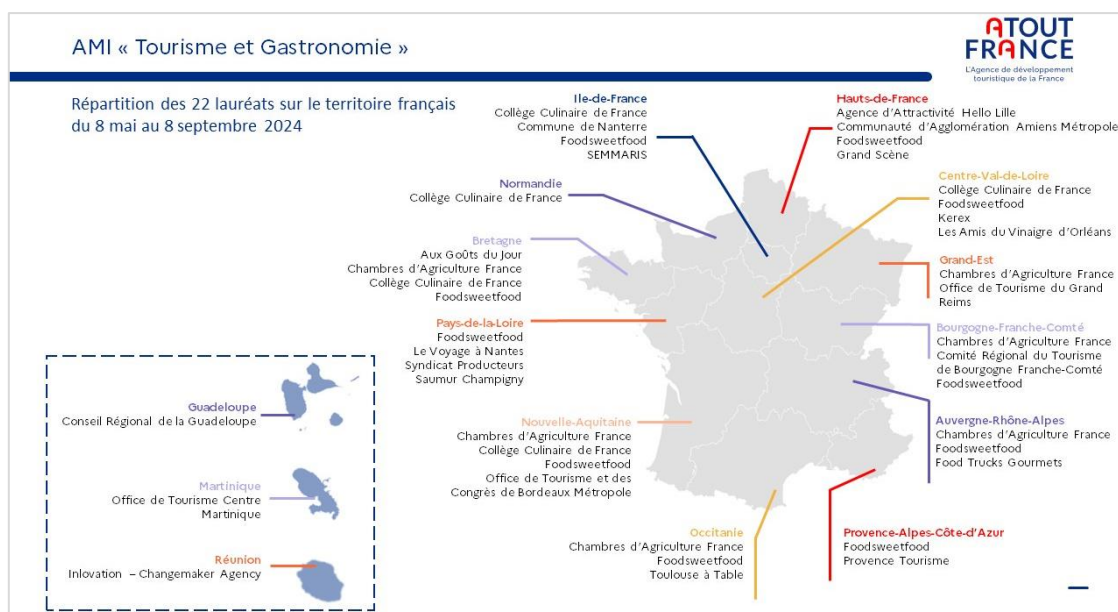 AMI « Tourisme et Gastronomie »
ATOUT
FRANCE
L'Agence de développement
touristique de la France
Répartition des 22 lauréats sur le territoire français
du 8 mai au 8 septembre 2024
Ile-de-France
Collège Culinaire de France
Commune de Nanterre
Foodsweetfood
SEMMARIS
Hauts-de-France
Agence d'Attractivité Hello Lille
Communauté d'Agglomération Amiens Métropole
Foodsweetfood
Grand Scène
Normandie
Collège Culinaire de France
Centre-Val-de-Loire
Collège Culinaire de France
Foodsweetfood
Kerex
Les Amis du Vinaigre d'Orléans
Bretagne
Aux Goûts du Jour
Chambres d'Agriculture France
Collège Culinaire de France
Foodsweetfood
Grand-Est
Chambres d'Agriculture France
Office de Tourisme du Grand
Reims
Pays-de-la-Loire
Foodsweetfood
Le Voyage à Nantes
Syndicat Producteurs
Saumur Champigny
Bourgogne-Franche-Comté
Chambres d'Agriculture France
Comité Régional du Tourisme
de Bourgogne Franche-Comté
Foodsweetfood
Guadeloupe
Conseil Régional de la Guadeloupe
Nouvelle-Aquitaine
Chambres d'Agriculture France
Collège Culinaire de France
Foodsweetfood
Office de Tourisme et des
Congrès de Bordeaux Métropole
Auvergne-Rhône-Alpes
Chambres d'Agriculture France
Foodsweetfood
Food Trucks Gourmets
Martinique
Office de Tourisme Centre
Martinique
Occitanie
Chambres d'Agriculture France
Foodsweetfood
Toulouse à Table
Provence-Alpes-Côte-d'Azur
Foodsweetfood
Provence Tourisme
Réunion
Inlovation – Changemaker Agency